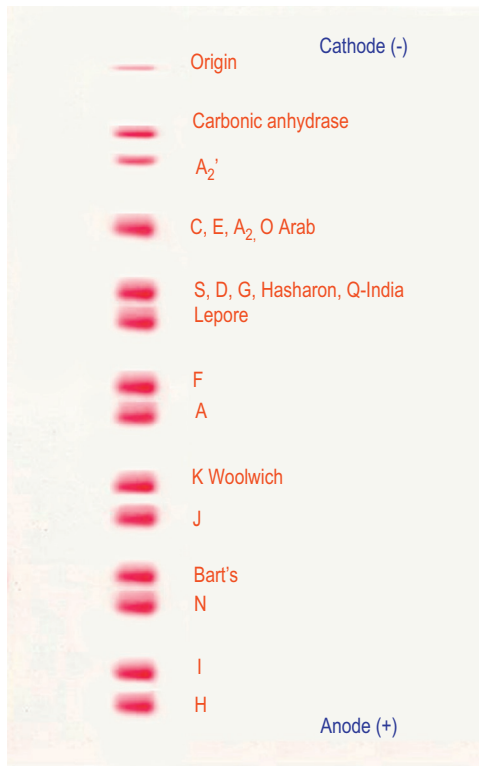 Cathode (-)
Origin
Carbonic anhydrase
A₂'
C, E, A₂, O Arab
S, D, G, Hasharon, Q-India
Lepore
F
A
K Woolwich
J
Bart's
N
I
H
Anode (+)